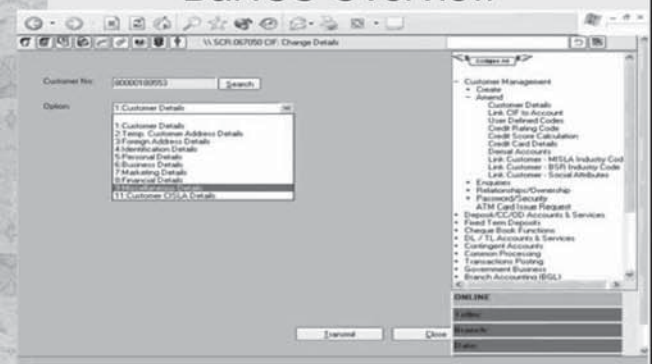 \\ SCR:067050 CIF: Change Details
Customer No:
Search
Option:
1:Customer Details
1:Customer Details
2:Temp. Customer Address Details
3:Foreign Address Details
4:Identification Details
5:Personal Details
6:Business Details
7:Marketing Details
8:Financial Details
9:Miscellaneous Details
11:Customer CISLA Details
Transmit
Close
Collapse All
- Customer Management
+ Create
- Amend
Customer Details
Link CIF to Account
User Defined Codes
Credit Rating Code
Credit Score Calculation
Credit Card Details
Link Customer - MISLA Industry Cod
Link Customer - BSR Industry Code
Link Customer - Social Attributes
+ Enquiries
+ Relationships/Ownership
+ Password/Security
ATM Card Issue Request
+ Deposit/CC/OD Accounts & Services
+ Fixed Term Deposits
+ Cheque Book Functions
+ DL / TL Accounts & Services
+ Contingent Accounts
+ Common Processing
+ Transactions Posting
+ Government Business
+ Branch Accounting (BGL)
ONLINE
Teller:
Branch:
Date: